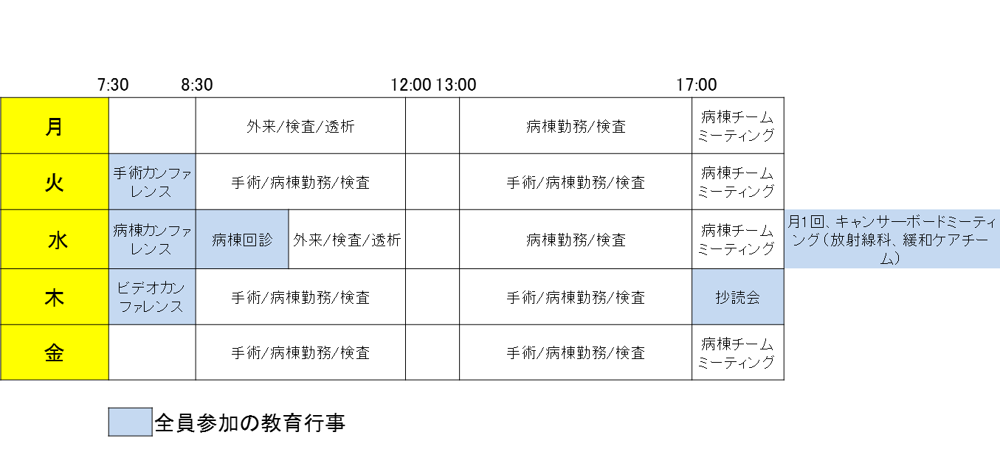 7:30 8:30 12:00 13:00 17:00
月 外来/検査/透析 病棟勤務/検査 病棟チーム
ミーティング
火 手術カンファ
レンス 手術/病棟勤務/検査 手術/病棟勤務/検査 病棟チーム
ミーティング
水 病棟カンファ
レンス 病棟回診 外来/検査/透析 病棟勤務/検査 病棟チーム
ミーティング 月1回、キャンサーボードミーティ
ング（放射線科、緩和ケアチー
ム）
木 ビデオカン
ファレンス 手術/病棟勤務/検査 手術/病棟勤務/検査 抄読会
金 手術/病棟勤務/検査 手術/病棟勤務/検査 病棟チーム
ミーティング
全員参加の教育行事